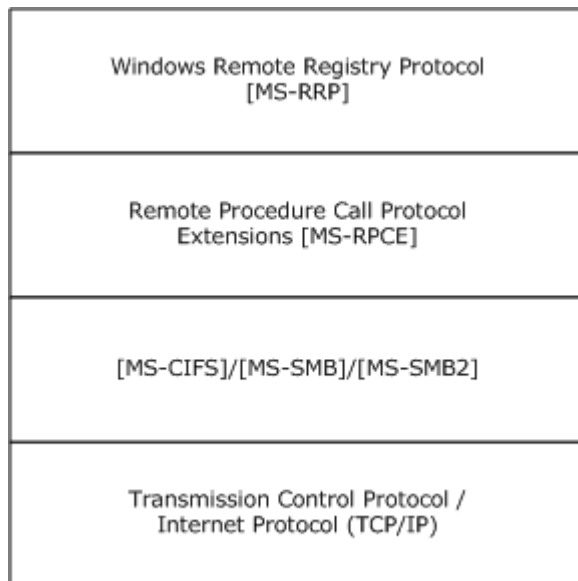 Windows Remote Registry Protocol
[MS-RRP]
Remote Procedure Call Protocol
Extensions [MS-RPCE]
[MS-CIFS]/[MS-SMB]/[MS-SMB2]
Transmission Control Protocol /
Internet Protocol (TCP/IP)